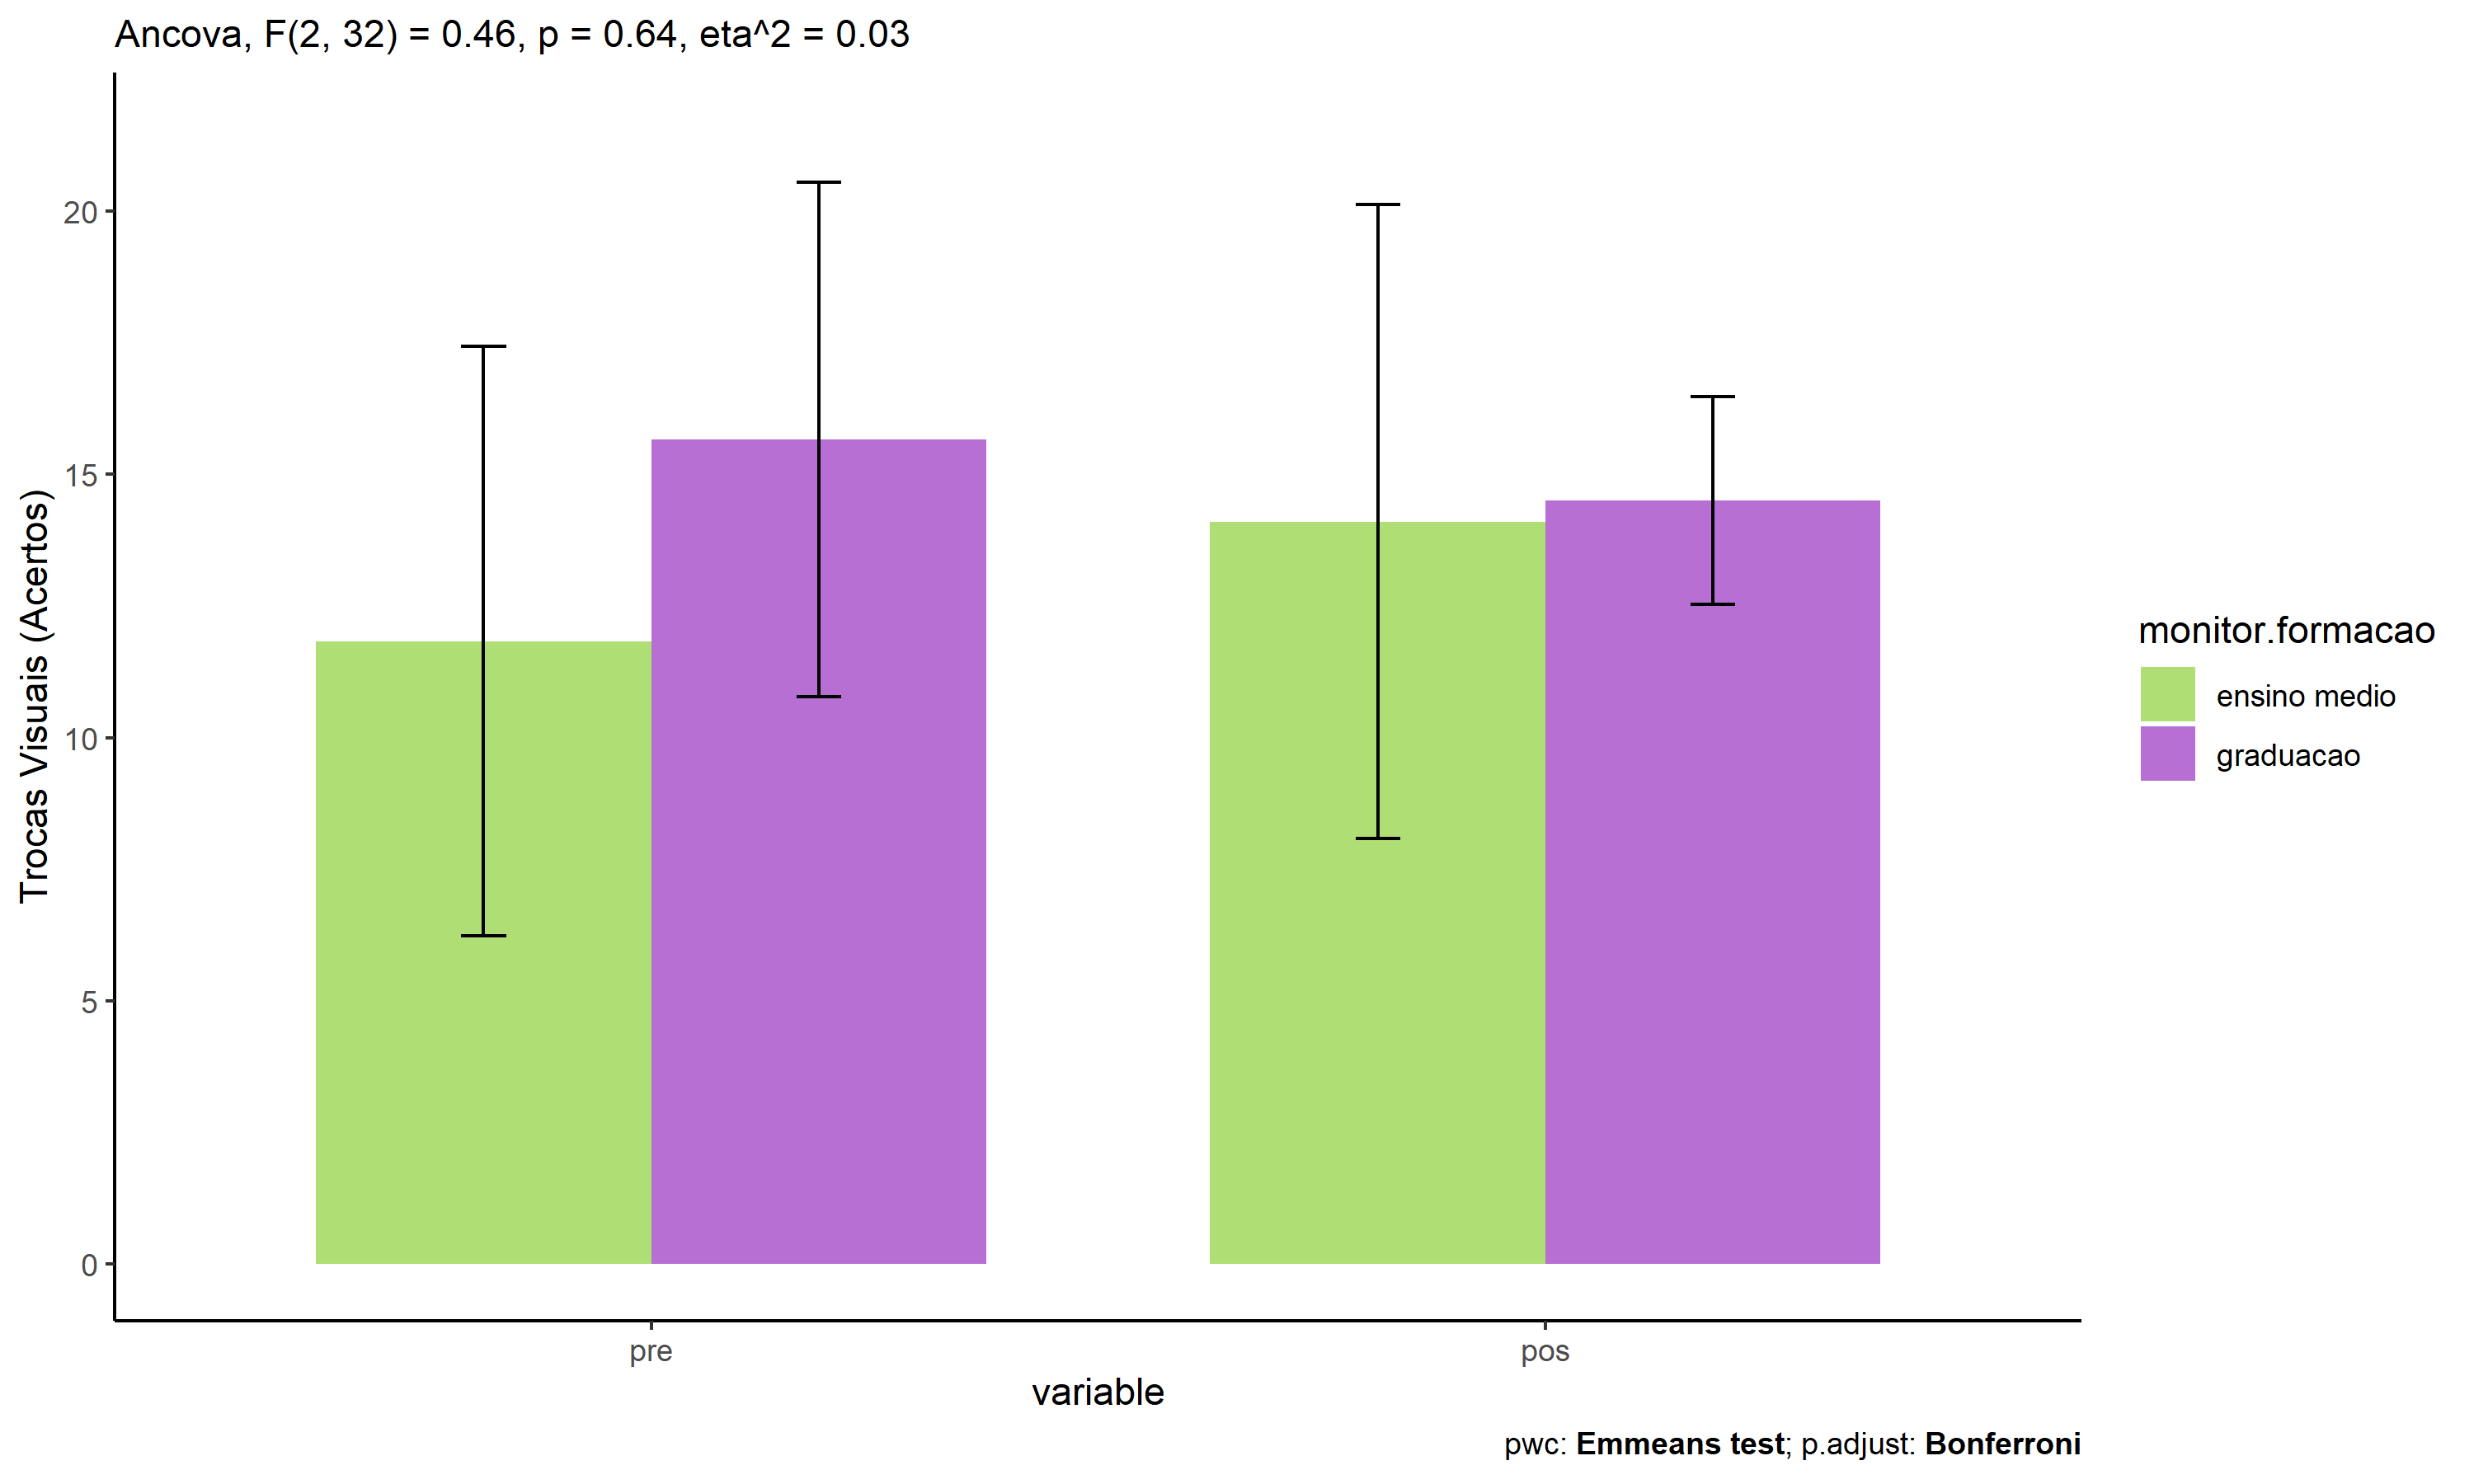 Ancova, F(2, 32) = 0.46, p = 0.64, eta^2 = 0.03
Trocas Visuais (Acertos)
20
15
10
5
0
pre
pos
variable
monitor.formacao
ensino medio
graduacao
pwc: Emmeans test; p.adjust: Bonferroni